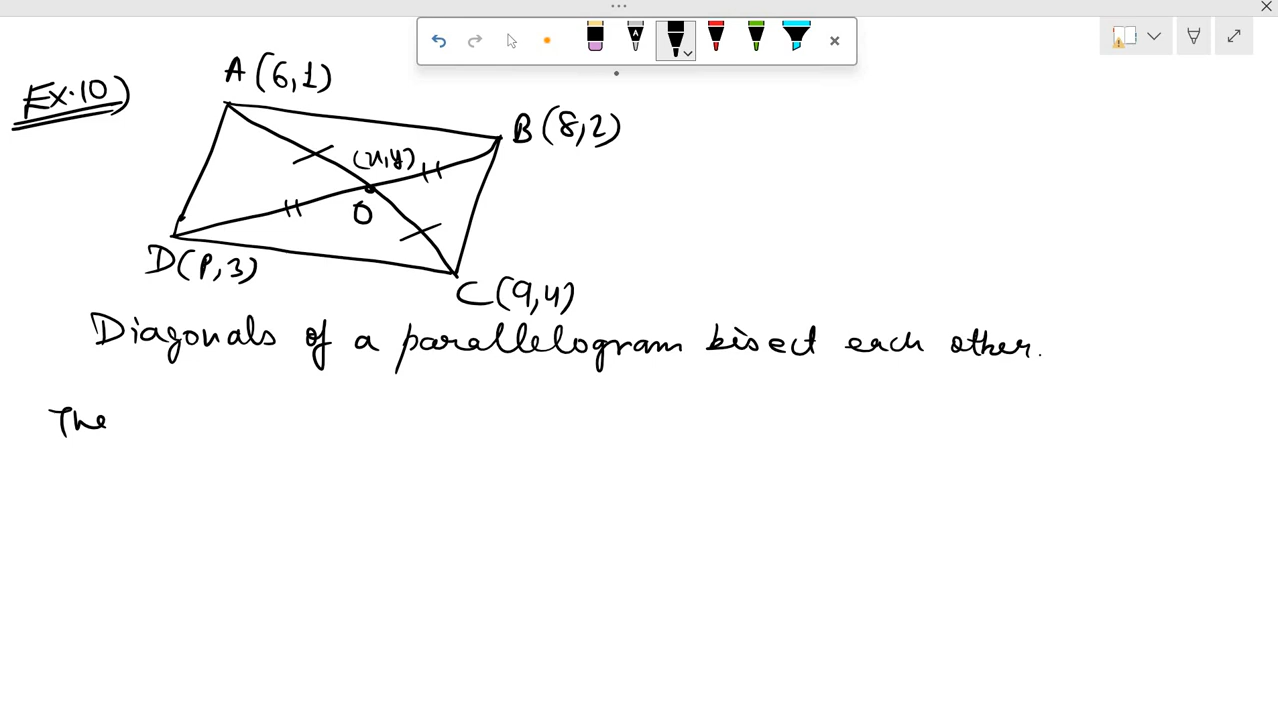 Ex.10)
A(6,1)
B(8,2)
(x,y)
O
D(P,3)
C(9,4)
Diagonals of a parallelogram bisect each other.
The